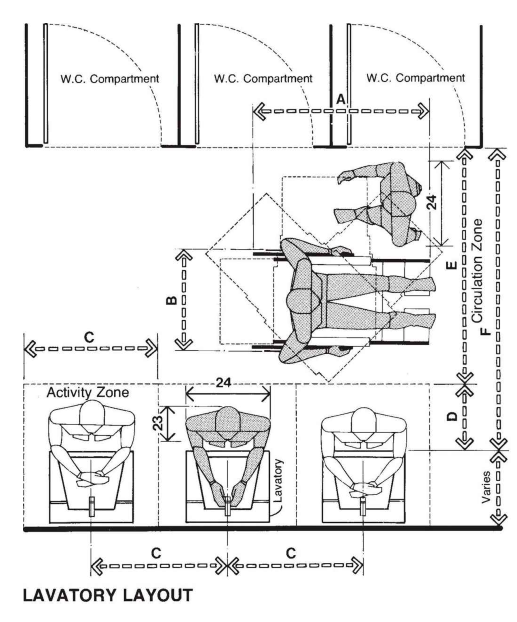 W.C. Compartment
W.C. Compartment
W.C. Compartment
A
24
E
Circulation Zone
F
B
C
24
Activity Zone
23
D
Lavatory
Varies
C
C
LAVATORY LAYOUT